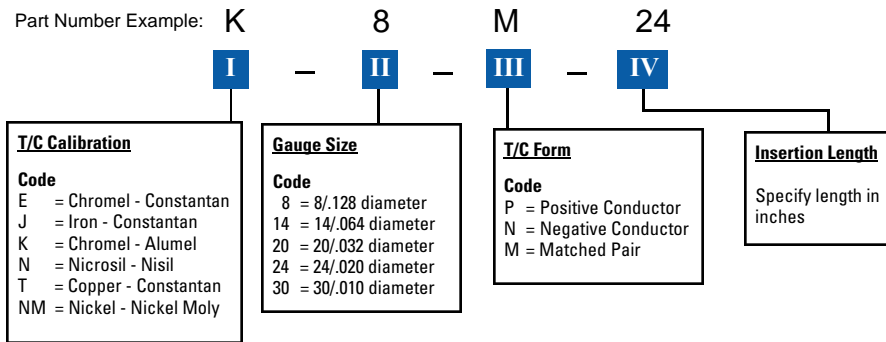 Part Number Example: K 8 M 24
I – II – III – IV
T/C Calibration
Code
E = Chromel - Constantan
J = Iron - Constantan
K = Chromel - Alumel
N = Nicrosil - Nisil
T = Copper - Constantan
NM = Nickel - Nickel Moly
Gauge Size
Code
8 = 8/.128 diameter
14 = 14/.064 diameter
20 = 20/.032 diameter
24 = 24/.020 diameter
30 = 30/.010 diameter
T/C Form
Code
P = Positive Conductor
N = Negative Conductor
M = Matched Pair
Insertion Length
Specify length in
inches